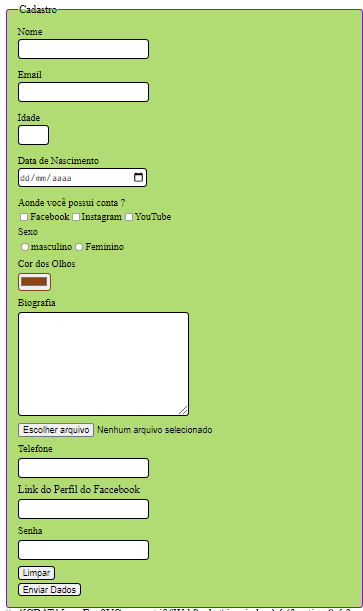 Cadastro
Nome
Email
Idade
Data de Nascimento
dd/mm/aaaa
Aonde você possui conta ?
Facebook Instagram YouTube
Sexo
masculino Feminino
Cor dos Olhos
Biografia
Escolher arquivo Nenhum arquivo selecionado
Telefone
Link do Perfil do Faccebook
Senha
Limpar
Enviar Dados